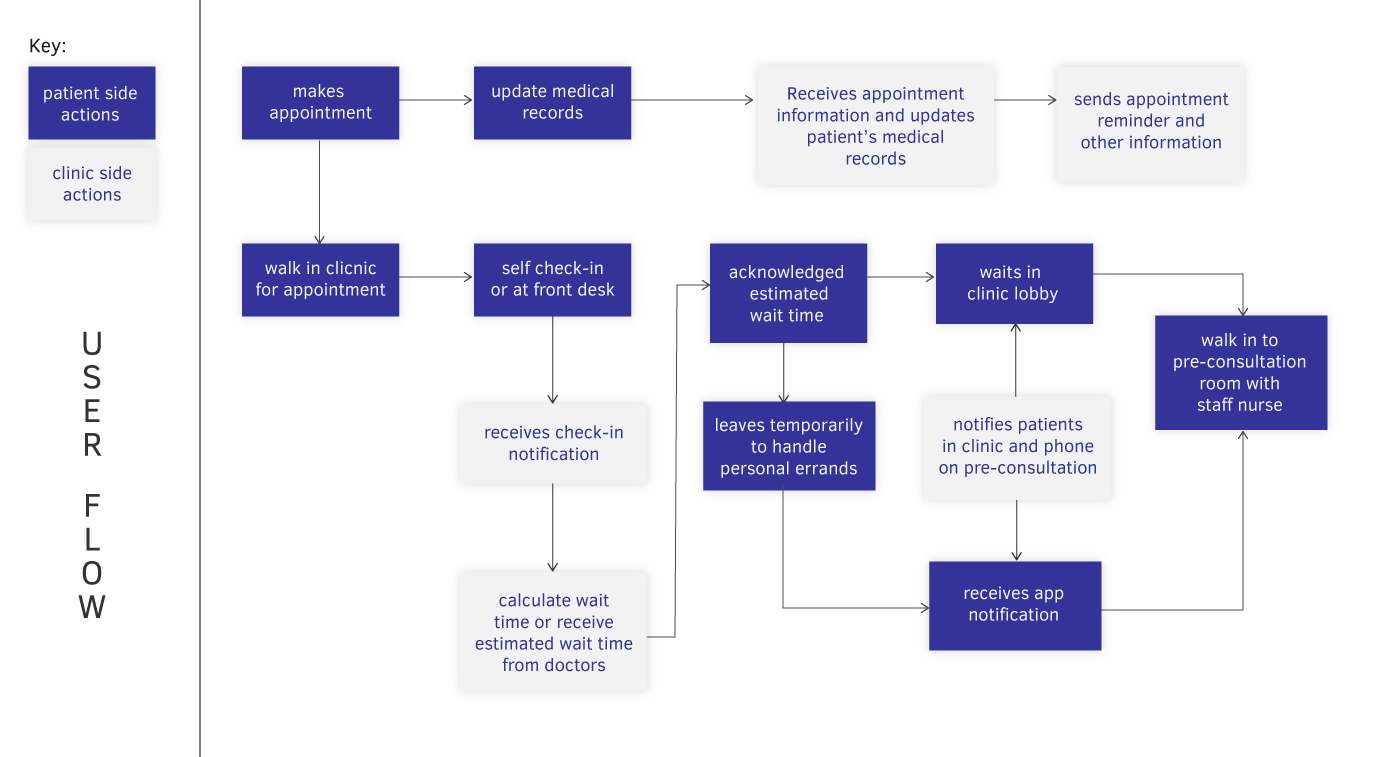 Key:
patient side
actions
clinic side
actions
U
S
E
R
F
L
O
W
makes
appointment
update medical
records
Receives appointment
information and updates
patient's medical
records
sends appointment
reminder and
other information
walk in clicnic
for appointment
self check-in
or at front desk
acknowledged
estimated
wait time
waits in
clinic lobby
walk in to
pre-consultation
room with
staff nurse
receives check-in
notification
leaves temporarily
to handle
personal errands
notifies patients
in clinic and phone
on pre-consultation
calculate wait
time or receive
estimated wait time
from doctors
receives app
notification